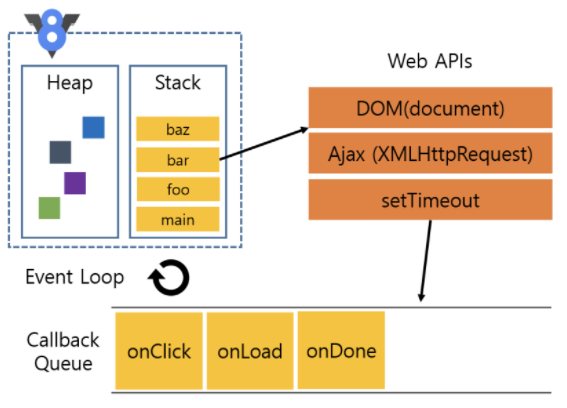 8
Heap
Stack
baz
bar
foo
main
Web APIs
DOM(document)
Ajax (XMLHttpRequest)
setTimeout
Event Loop
Callback
Queue
onClick
onLoad
onDone